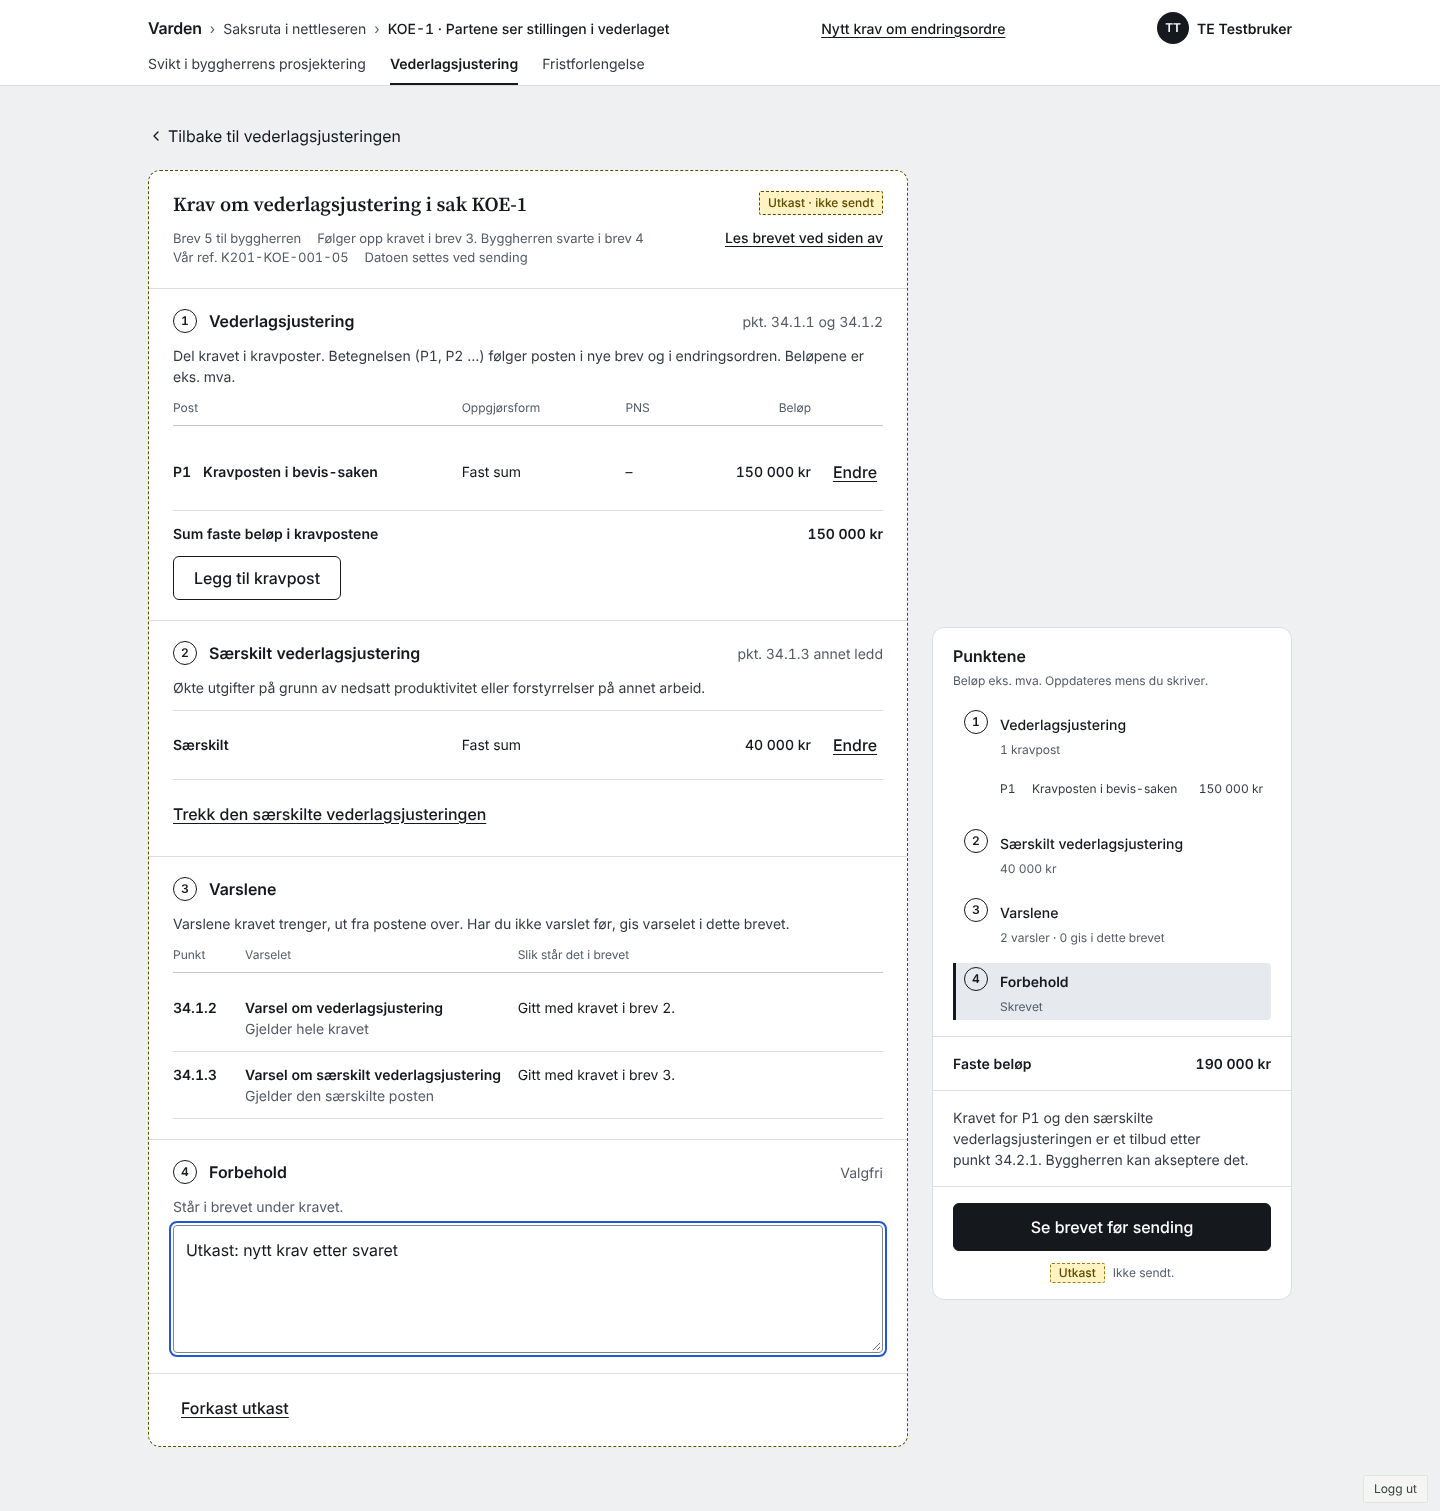 Varden › Saksruta i nettleseren › KOE-1 · Partene ser stillingen i vederlaget
Nytt krav om endringsordre
TT TE Testbruker
Svikt i byggherrens prosjektering Vederlagsjustering Fristforlengelse
Tilbake til vederlagsjusteringen
Krav om vederlagsjustering i sak KOE-1
Utkast · ikke sendt
Brev 5 til byggherren Følger opp kravet i brev 3. Byggherren svarte i brev 4
Les brevet ved siden av
Vår ref. K201-KOE-001-05 Datoen settes ved sending
1 Vederlagsjustering pkt. 34.1.1 og 34.1.2
Del kravet i kravposter. Betegnelsen (P1, P2 ...) følger posten i nye brev og i endringsordren. Beløpene er
eks. mva.
Post Oppgjørsform PNS Beløp
P1 Kravposten i bevis-saken Fast sum – 150 000 kr Endre
Sum faste beløp i kravpostene 150 000 kr
Legg til kravpost
2 Særskilt vederlagsjustering pkt. 34.1.3 annet ledd
Økte utgifter på grunn av nedsatt produktivitet eller forstyrrelser på annet arbeid.
Særskilt Fast sum 40 000 kr Endre
Trekk den særskilte vederlagsjusteringen
3 Varslene
Varslene kravet trenger, ut fra postene over. Har du ikke varslet før, gis varselet i dette brevet.
Punkt Varselet Slik står det i brevet
34.1.2 Varsel om vederlagsjustering Gitt med kravet i brev 2.
Gjelder hele kravet
34.1.3 Varsel om særskilt vederlagsjustering Gitt med kravet i brev 3.
Gjelder den særskilte posten
4 Forbehold Valgfri
Står i brevet under kravet.
Utkast: nytt krav etter svaret
Forkast utkast
Punktene
Beløp eks. mva. Oppdateres mens du skriver.
1 Vederlagsjustering
1 kravpost
P1 Kravposten i bevis-saken 150 000 kr
2 Særskilt vederlagsjustering
40 000 kr
3 Varslene
2 varsler · 0 gis i dette brevet
4 Forbehold
Skrevet
Faste beløp 190 000 kr
Kravet for P1 og den særskilte
vederlagsjusteringen er et tilbud etter
punkt 34.2.1. Byggherren kan akseptere det.
Se brevet før sending
Utkast Ikke sendt.
Logg ut